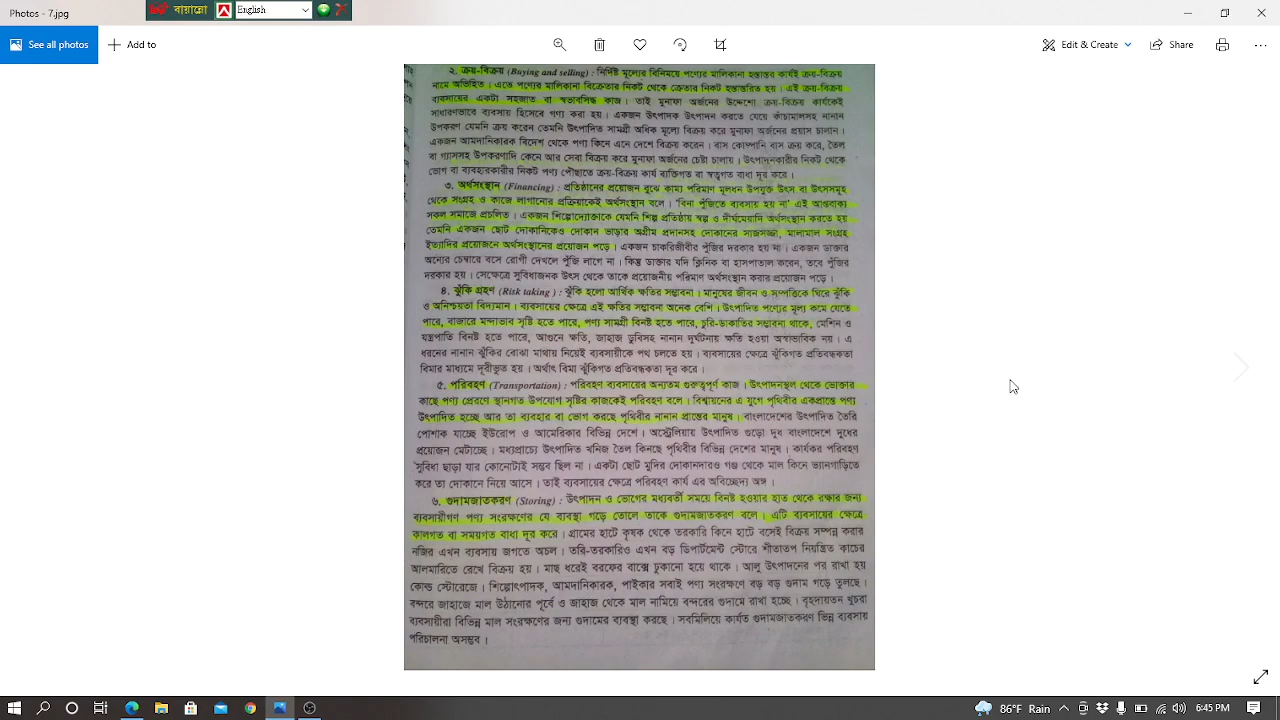 Photos - 7.jpg
বায়ান্নো
English
See all photos
Add to
Edit & Create
Share
২. ক্রয়-বিক্রয় (Buying and selling) : নির্দিষ্ট মূল্যের বিনিময়ে পণ্যের মালিকানা হস্তান্তর কার্যই ক্রয়-বিক্রয়
নামে অভিহিত । এতে পণ্যের মালিকানা বিক্রেতার নিকট থেকে ক্রেতার নিকট হস্তান্তরিত হয় । এই ক্রয়-বিক্রয়
ব্যবসায়ের একটা সহজাত বা স্বভাবসিদ্ধ কাজ । তাই মুনাফা অর্জনের উদ্দেশ্যে ক্রয়-বিক্রয় কার্যকেই
সাধারণভাবে ব্যবসায় হিসেবে গণ্য করা হয় । একজন উৎপাদক উৎপাদন করতে যেয়ে কাঁচামালসহ নানান
উপকরণ যেমনি ক্রয় করেন তেমনি উৎপাদিত সামগ্রী অধিক মূল্যে বিক্রয় করে মুনাফা অর্জনের প্রয়াস চালান ।
একজন আমদানিকারক বিদেশ থেকে পণ্য কিনে এনে দেশে বিক্রয় করেন । বাস কোম্পানি বাস ক্রয় করে, তৈল
বা গ্যাসসহ উপকরণাদি কেনে আর সেবা বিক্রয় করে মুনাফা অর্জনের চেষ্টা চালায় । উৎপাদনকারীর নিকট থেকে
ভোগ বা ব্যবহারকারীর নিকট পণ্য পৌছাতে ক্রয়-বিক্রয় কার্য ব্যক্তিগত বা স্বত্বগত বাধা দূর করে ।
৩. অর্থসংস্থান (Financing) : প্রতিষ্ঠানের প্রয়োজন বুঝে কাম্য পরিমাণ মূলধন উপযুক্ত উৎস বা উৎসসমূহ
থেকে সংগ্রহ ও কাজে লাগানোর প্রক্রিয়াকেই অর্থসংস্থান বলে । 'বিনা পুঁজিতে ব্যবসায় হয় না' এই আপ্তবাক্য
সকল সমাজে প্রচলিত । একজন শিল্পোদ্যোক্তাকে যেমনি শিল্প প্রতিষ্ঠায় স্বল্প ও দীর্ঘমেয়াদি অর্থসংস্থান করতে হয়
তেমনি একজন ছোট দোকানিকেও দোকান ভাড়ার অগ্রীম প্রদানসহ দোকানের সাজসজ্জা, মালামাল সংগ্রহ
ইত্যাদির প্রয়োজনে অর্থসংস্থানের প্রয়োজন পড়ে । একজন চাকরিজীবীর পুঁজির দরকার হয় না । একজন ডাক্তার
অন্যের চেম্বারে বসে রোগী দেখলে পুঁজি লাগে না । কিন্তু ডাক্তার যদি ক্লিনিক বা হাসপাতাল করেন, তবে পুঁজির
দরকার হয় । সেক্ষেত্রে সুবিধাজনক উৎস থেকে তাকে প্রয়োজনীয় পরিমাণ অর্থসংস্থান করার প্রয়োজন পড়ে ।
৪. ঝুঁকি গ্রহণ (Risk taking ) : ঝুঁকি হলো আর্থিক ক্ষতির সম্ভাবনা । মানুষের জীবন ও সম্পত্তিকে ঘিরে ঝুঁকি
ও অনিশ্চয়তা বিদ্যমান । ব্যবসায়ের ক্ষেত্রে এই ক্ষতির সম্ভাবনা অনেক বেশি । উৎপাদিত পণ্যের মূল্য কমে যেতে
পারে, বাজারে মন্দাভাব সৃষ্টি হতে পারে, পণ্য সামগ্রী বিনষ্ট হতে পারে, চুরি-ডাকাতির সম্ভাবনা থাকে, মেশিন ও
যন্ত্রপাতি বিনষ্ট হতে পারে, আগুনে ক্ষতি, জাহাজ ডুবিসহ নানান দুর্ঘটনায় ক্ষতি হওয়া অস্বাভাবিক নয় । এ
ধরনের নানান ঝুঁকির বোঝা মাথায় নিয়েই ব্যবসায়ীকে পথ চলতে হয় । ব্যবসায়ের ক্ষেত্রে ঝুঁকিগত প্রতিবন্ধকতা
বিমার মাধ্যমে দূরীভূত হয় । অর্থাৎ বিমা ঝুঁকিগত প্রতিবন্ধকতা দূর করে ।
৫. পরিবহণ (Transportation) : পরিবহণ ব্যবসায়ের অন্যতম গুরুত্বপূর্ণ কাজ । উৎপাদনস্থল থেকে ভোক্তার
কাছে পণ্য প্রেরণে স্থানগত উপযোগ সৃষ্টির কাজকেই পরিবহণ বলে । বিশ্বায়নের এ যুগে পৃথিবীর একপ্রান্তে পণ্য
উৎপাদিত হচ্ছে আর তা ব্যবহার বা ভোগ করছে পৃথিবীর নানান প্রান্তের মানুষ । বাংলাদেশের উৎপাদিত তৈরি
পোশাক যাচ্ছে ইউরোপ ও আমেরিকার বিভিন্ন দেশে । অস্ট্রেলিয়ায় উৎপাদিত গুড়ো দুধ বাংলাদেশে দুধের
প্রয়োজন মেটাচ্ছে । মধ্যপ্রাচ্যে উৎপাদিত খনিজ তৈল কিনছে পৃথিবীর বিভিন্ন দেশের মানুষ । কার্যকর পরিবহণ
সুবিধা ছাড়া যার কোনোটাই সম্ভব ছিল না । একটা ছোট মুদির দোকানদারও গঞ্জ থেকে মাল কিনে ভ্যানগাড়িতে
করে তা দোকানে নিয়ে আসে । তাই ব্যবসায়ের ক্ষেত্রে পরিবহণ কার্য এর অবিচ্ছেদ্য অঙ্গ ।
৬. গুদামজাতকরণ (Storing) : উৎপাদন ও ভোগের মধ্যবর্তী সময়ে বিনষ্ট হওয়ার হাত থেকে রক্ষার জন্য
ব্যবসায়ীগণ পণ্য সংরক্ষণের যে ব্যবস্থা গড়ে তোলে তাকে গুদামজাতকরণ বলে । এটি ব্যবসায়ের ক্ষেত্রে
কালগত বা সময়গত বাধা দূর করে । গ্রামের হাটে কৃষক থেকে তরকারি কিনে হাটে বসেই বিক্রয় সম্পন্ন করার
নজির এখন ব্যবসায় জগতে অচল । তরি-তরকারিও এখন বড় ডিপার্টমেন্ট স্টোরে শীতাতপ নিয়ন্ত্রিত কাচের
আলমারিতে রেখে বিক্রয় হয় । মাছ ধরেই বরফের বাক্সে ঢুকানো হয়ে থাকে । আলু উৎপাদনের পর রাখা হয়
কোল্ড স্টোরেজে । শিল্পোৎপাদক, আমদানিকারক, পাইকার সবাই পণ্য সংরক্ষণে বড় বড় গুদাম গড়ে তুলছে ।
বন্দরে জাহাজে মাল উঠানোর পূর্বে ও জাহাজ থেকে মাল নামিয়ে বন্দরের গুদামে রাখা হচ্ছে । বৃহদায়তন খুচরা
ব্যবসায়ীরা বিভিন্ন মাল সংরক্ষণের জন্য গুদামের ব্যবস্থা করছে । সবমিলিয়ে কার্যত গুদামজাতকরণ ভিন্ন ব্যবসায়
পরিচালনা অসম্ভব ।
86°F Rain
6:45 PM